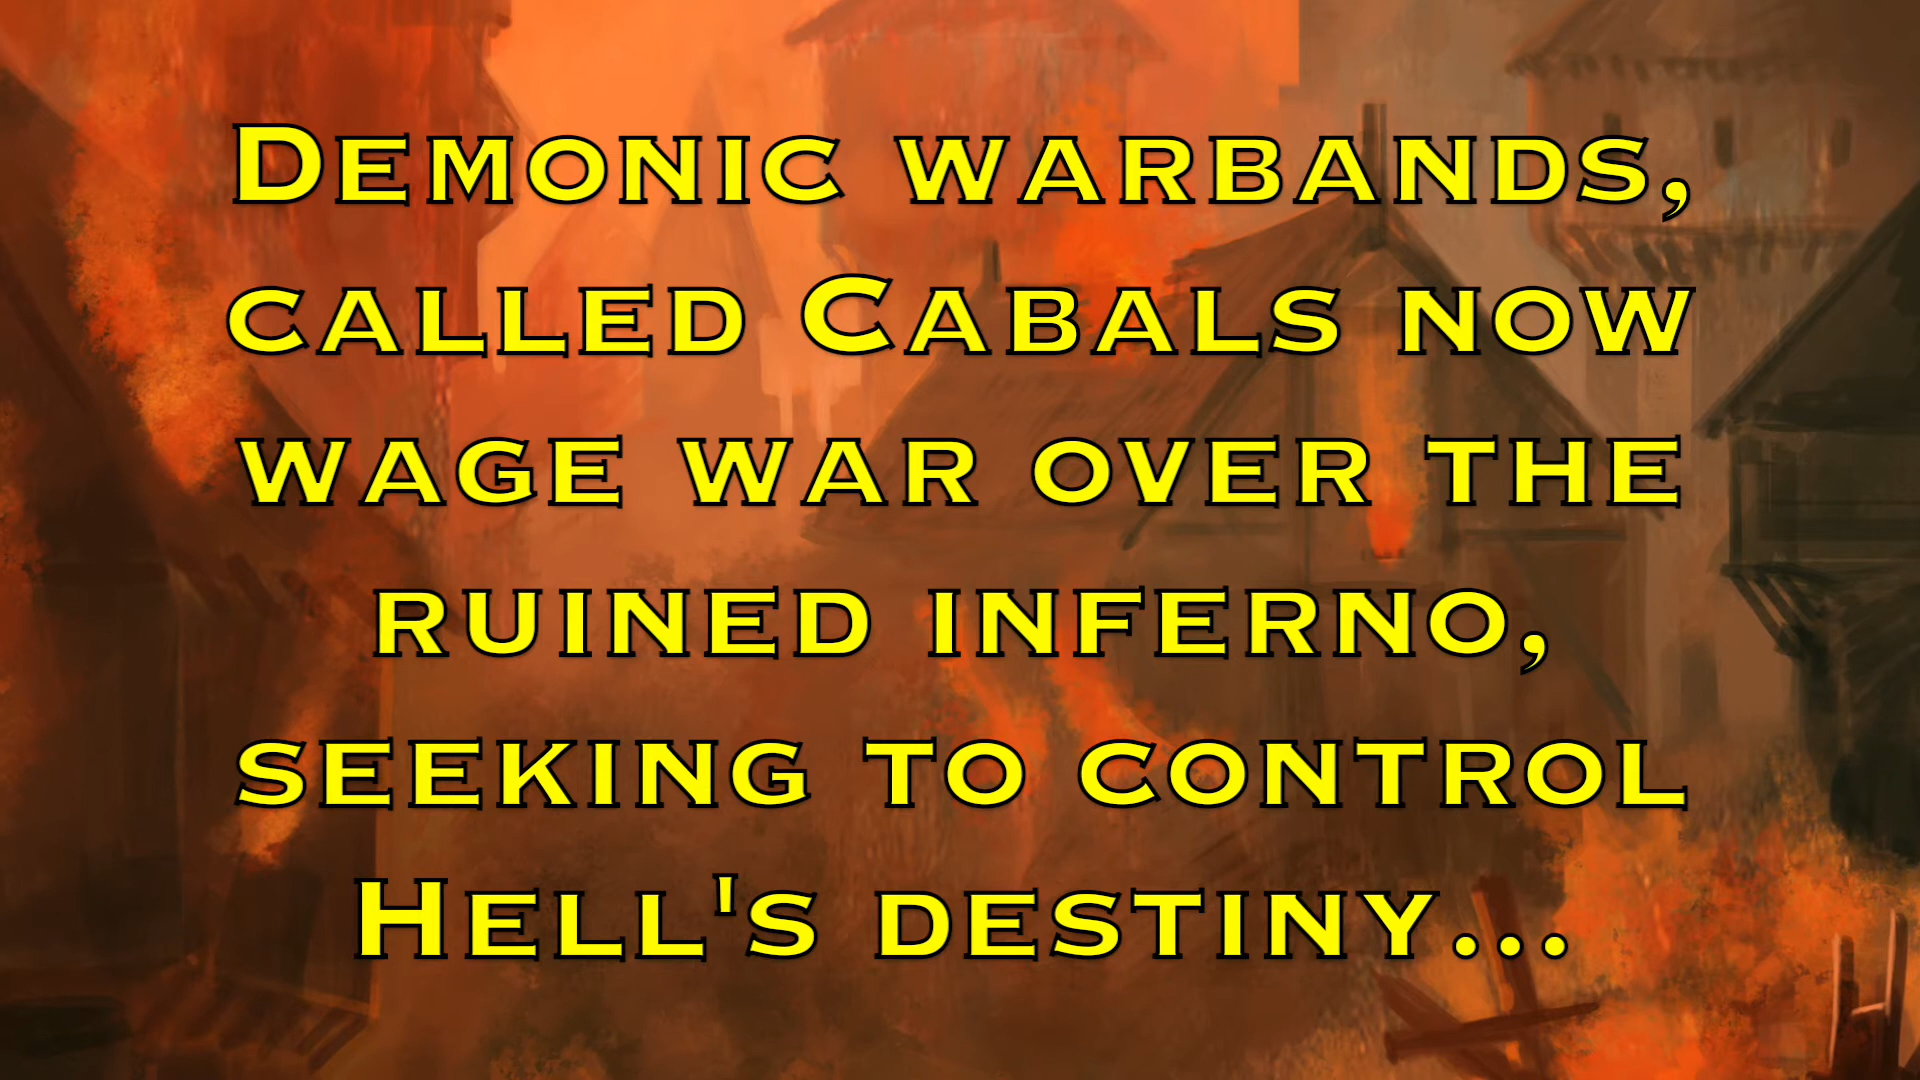 Demonic warbands,
called Cabals now
wage war over the
ruined inferno,
seeking to control
Hell's destiny...